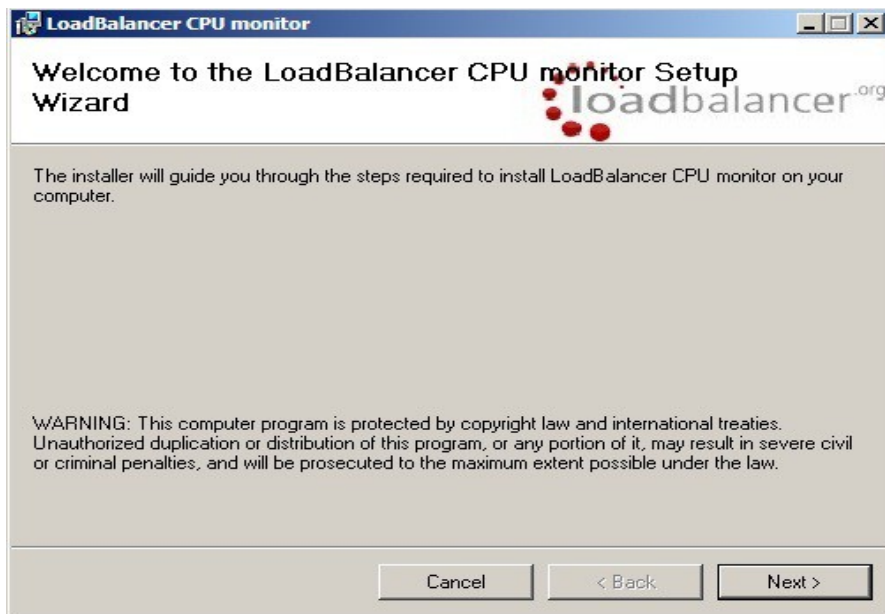 LoadBalancer CPU monitor
Welcome to the LoadBalancer CPU monitor Setup
Wizard
loadbalancer.org
The installer will guide you through the steps required to install LoadBalancer CPU monitor on your
computer.
WARNING: This computer program is protected by copyright law and international treaties.
Unauthorized duplication or distribution of this program, or any portion of it, may result in severe civil
or criminal penalties, and will be prosecuted to the maximum extent possible under the law.
Cancel
< Back
Next >